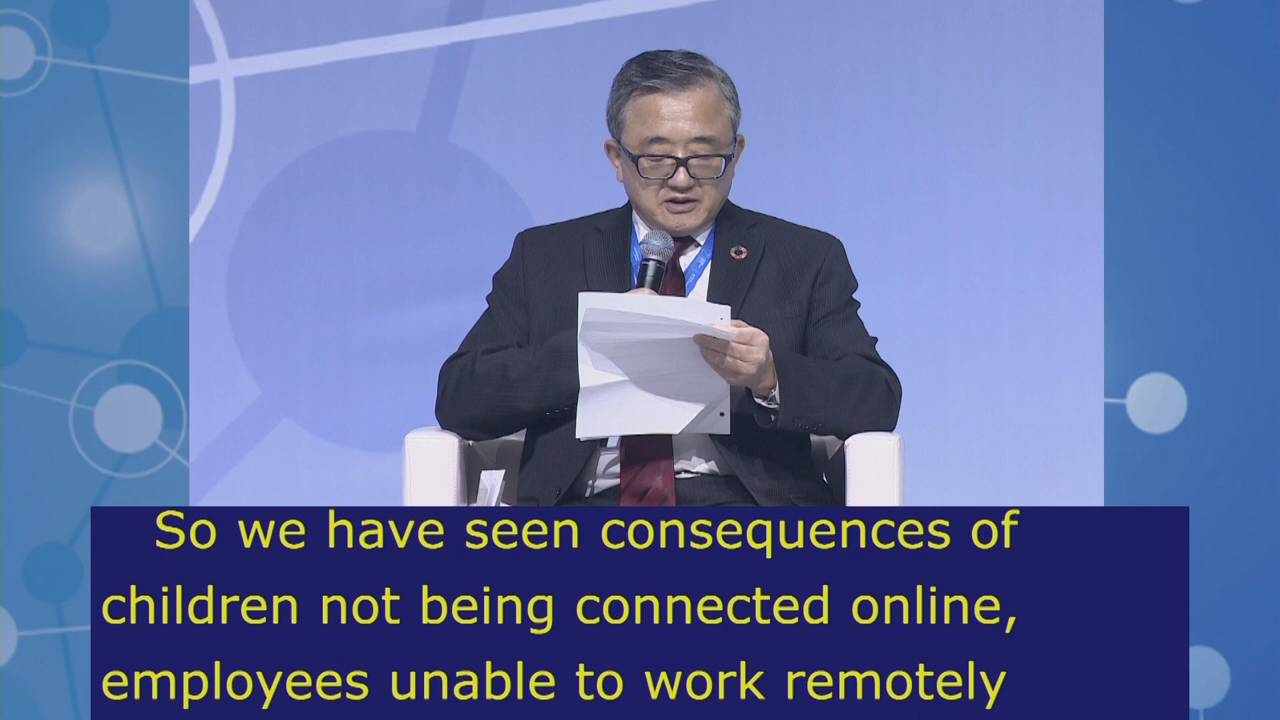 So we have seen consequences of
children not being connected online,
employees unable to work remotely